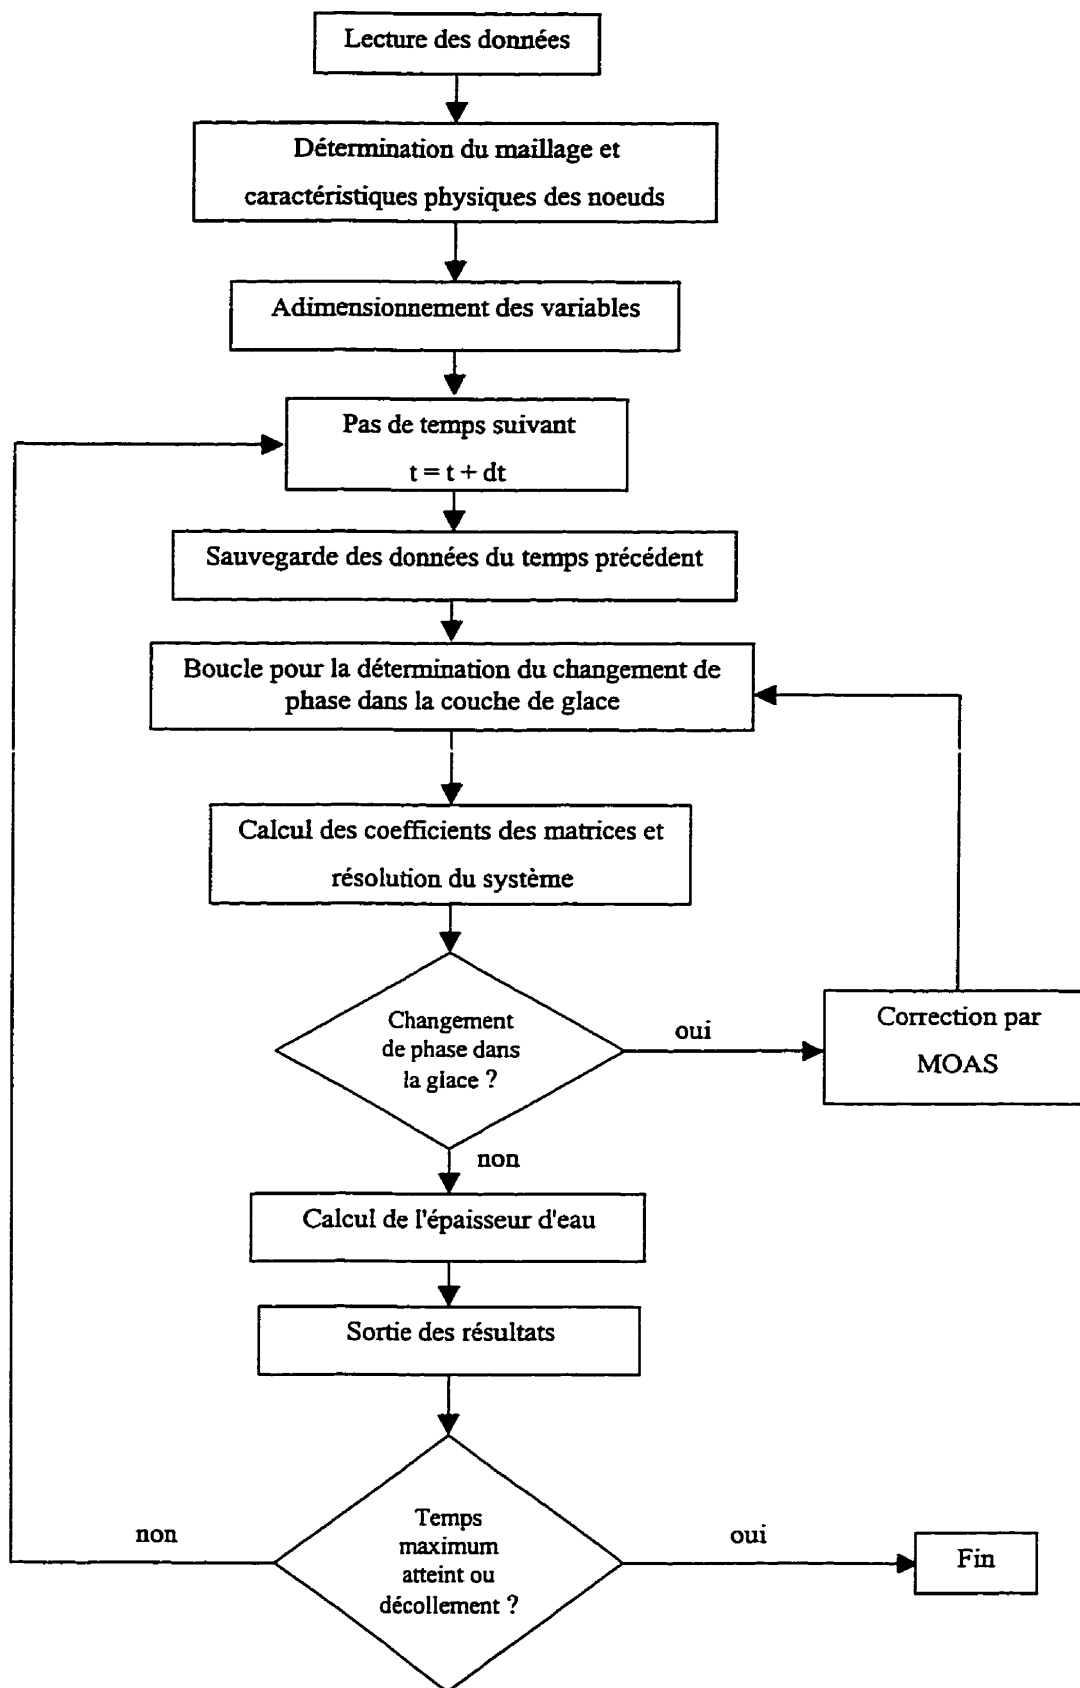 Lecture des données
Détermination du maillage et
caractéristiques physiques des noeuds
Adimensionnement des variables
Pas de temps suivant
t = t + dt
Sauvegarde des données du temps précédent
Boucle pour la détermination du changement de
phase dans la couche de glace
Calcul des coefficients des matrices et
résolution du système
Changement
de phase dans
la glace ?
oui
Correction par
MOAS
non
Calcul de l'épaisseur d'eau
Sortie des résultats
Temps
maximum
atteint ou
décollement ?
non
oui
Fin